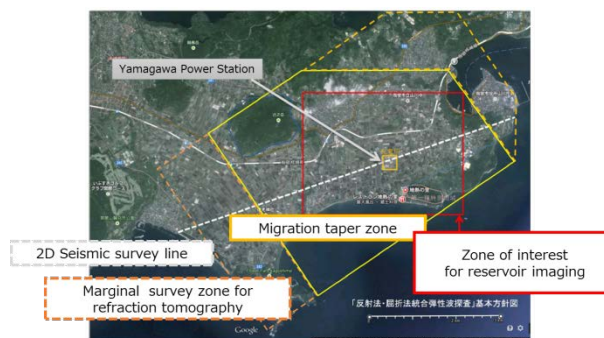 Yamagawa Power Station
Migration taper zone
2D Seismic survey line
Zone of interest
for reservoir imaging
Marginal survey zone for
refraction tomography
「反射法・屈折法統合弾性波探査」基本方針図
Google